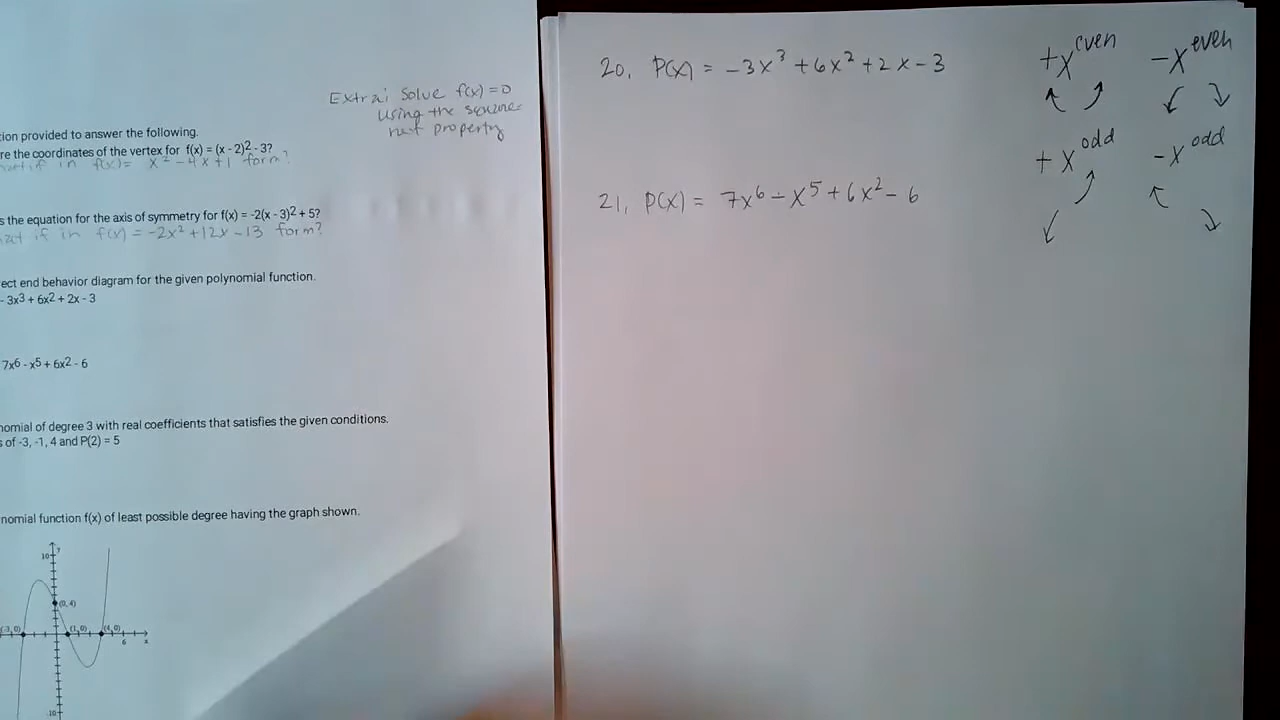 Extra: Solve f(x)=0
using the square
root property
tion provided to answer the following.
re the coordinates of the vertex for f(x) = (x - 2)² - 3?
if in f(x) = x² - 4x + 1 form?
s the equation for the axis of symmetry for f(x) = -2(x - 3)² + 5?
if in f(x) = -2x² + 12x - 13 form?
ect end behavior diagram for the given polynomial function.
- 3x³ + 6x² + 2x - 3
7x⁶ - x⁵ + 6x² - 6
nomial of degree 3 with real coefficients that satisfies the given conditions.
s of -3, -1, 4 and P(2) = 5
nomial function f(x) of least possible degree having the graph shown.
10
y
(0, 4)
(-3, 0)
(1, 0)
(4, 0)
6
x
-10
20. P(x) = -3x³ + 6x² + 2x - 3
21. P(x) = 7x⁶ - x⁵ + 6x² - 6
+x^even -x^even
+x^odd -x^odd